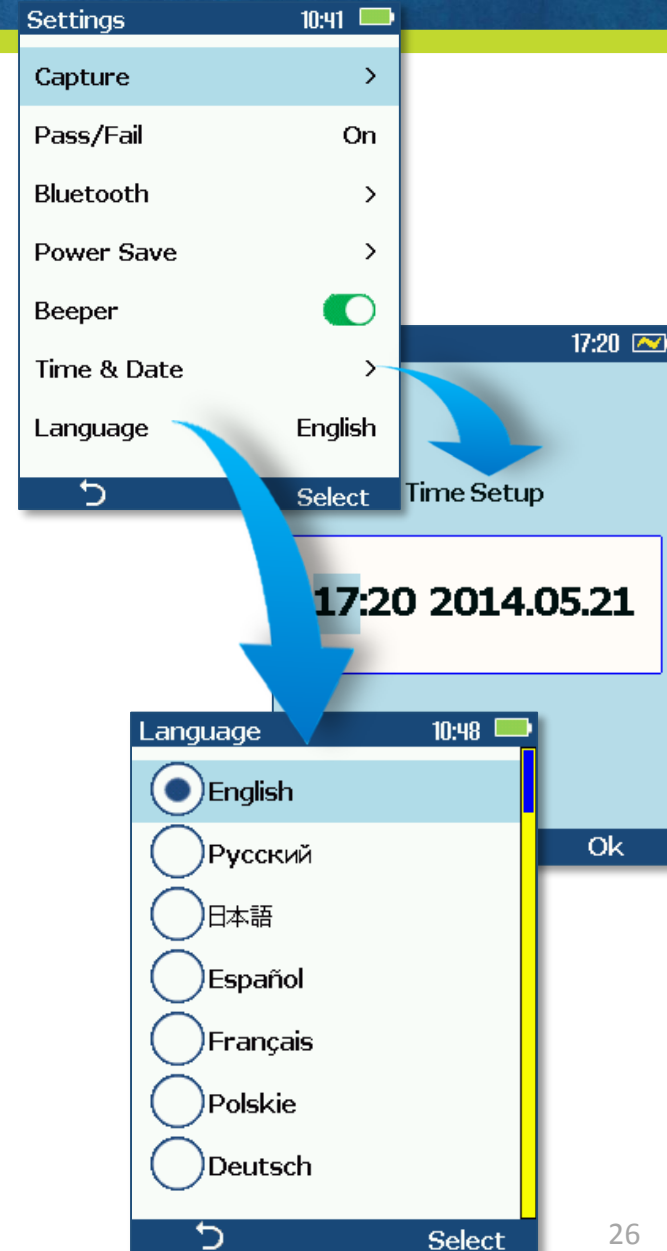 Settings 10:41
Capture >
Pass/Fail On
Bluetooth >
Power Save >
Beeper
Time & Date >
Language English
Select
17:20
Time Setup
17:20 2014.05.21
Ok
Language 10:48
English
Русский
日本語
Español
Français
Polskie
Deutsch
Select
26